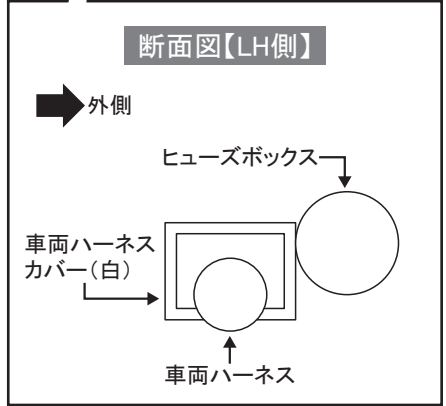 断面図【LH側】
外側
ヒューズボックス
車両ハーネス
カバー（白）
車両ハーネス